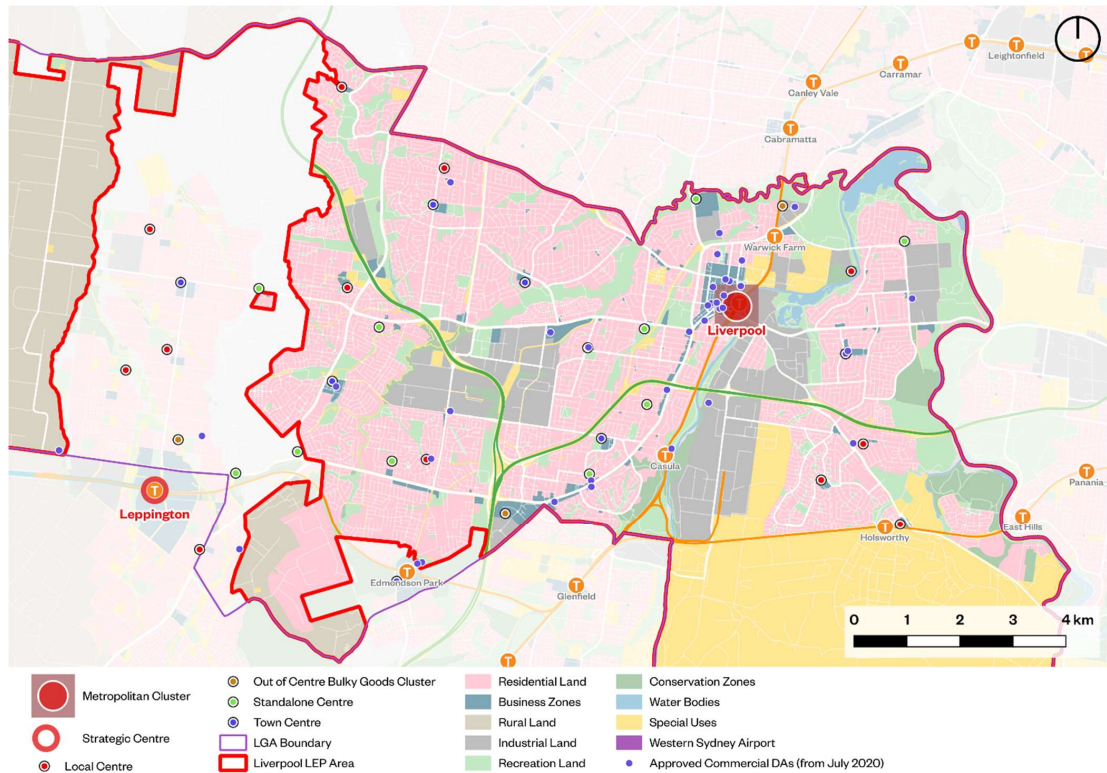 Leightonfield
Carramar
Canley Vale
Cabramatta
T
T
T
T
T
T
Warwick Farm
T
Liverpool
T
Casula
T
Panania
T
Leppington
T
East Hills
T
Holsworthy
T
Edmondson Park
T
Glenfield
T
0 1 2 3 4 km
Metropolitan Cluster
Strategic Centre
Local Centre
Out of Centre Bulky Goods Cluster
Standalone Centre
Town Centre
LGA Boundary
Liverpool LEP Area
Residential Land
Business Zones
Rural Land
Industrial Land
Recreation Land
Conservation Zones
Water Bodies
Special Uses
Western Sydney Airport
Approved Commercial DAs (from July 2020)